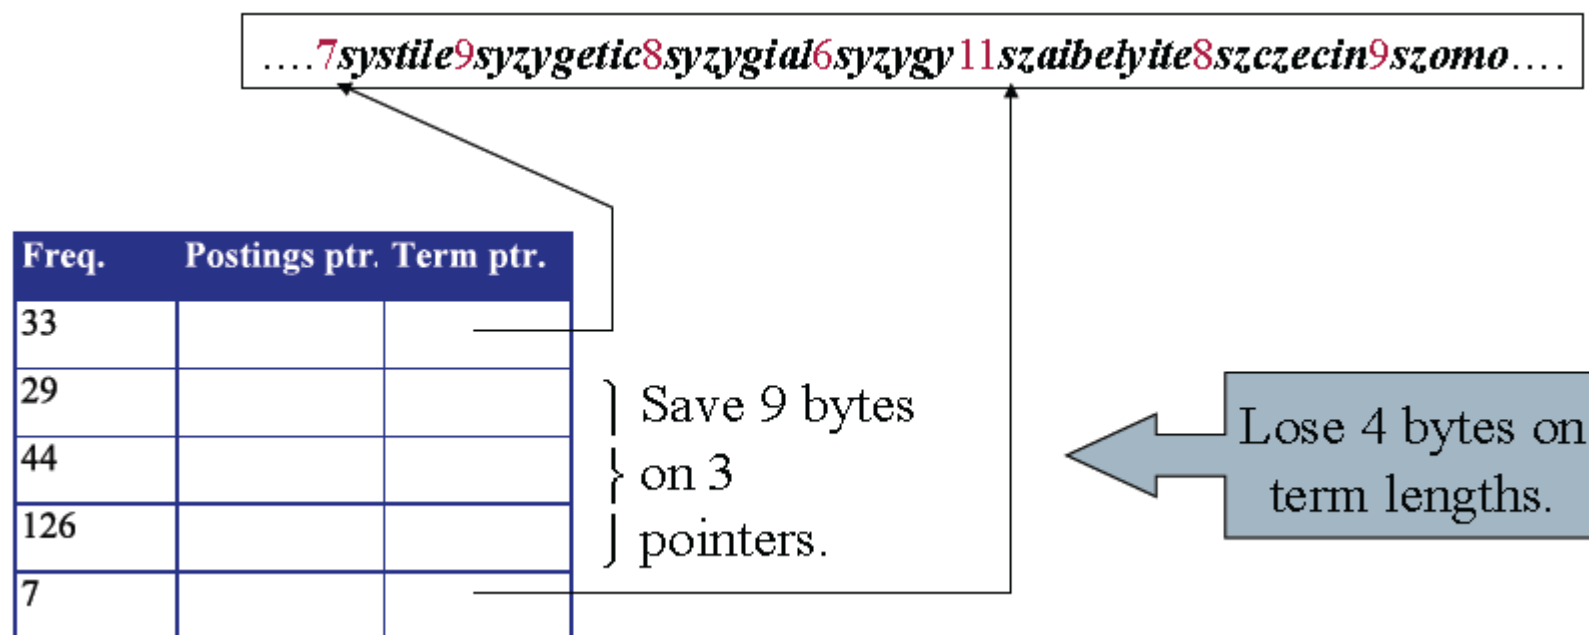 ....7systile9syzygetic8syzygial6syzygy11szaibelyite8szczecin9szomo....
Freq. Postings ptr. Term ptr.
33
29
44
126
7
Save 9 bytes
on 3
pointers.
Lose 4 bytes on
term lengths.